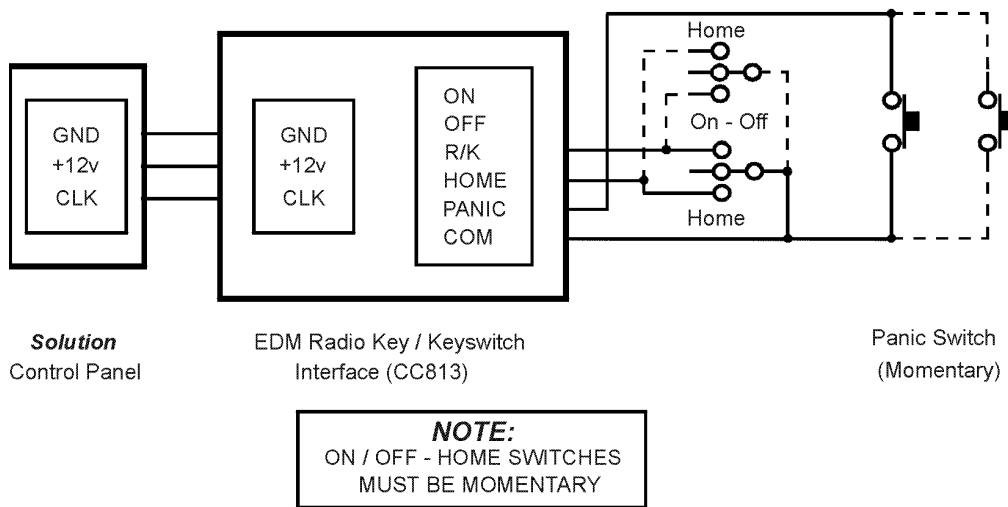 Home
On - Off
Home
GND
+12v
CLK
GND
+12v
CLK
ON
OFF
R/K
HOME
PANIC
COM
Solution
Control Panel
EDM Radio Key / Keyswitch
Interface (CC813)
Panic Switch
(Momentary)
NOTE:
ON / OFF - HOME SWITCHES
MUST BE MOMENTARY